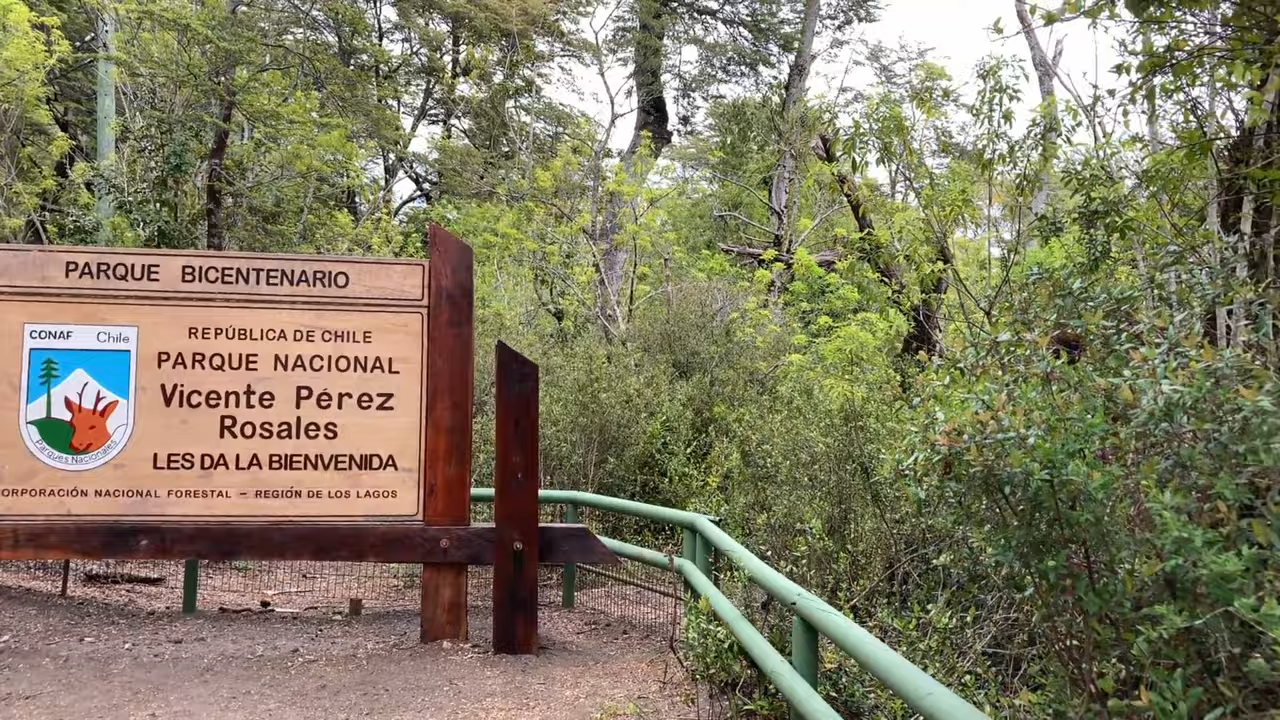 PARQUE BICENTENARIO
CONAF Chile
Parques Nacionales
REPÚBLICA DE CHILE
PARQUE NACIONAL
Vicente Pérez
Rosales
LES DA LA BIENVENIDA
ORPORACIÓN NACIONAL FORESTAL – REGIÓN DE LOS LAGOS